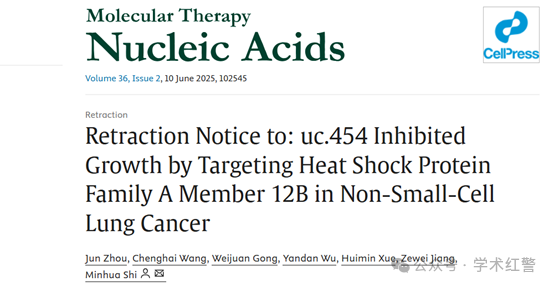 Molecular Therapy
Nucleic Acids
CellPress
Volume 36, Issue 2, 10 June 2025, 102545
Retraction
Retraction Notice to: uc.454 Inhibited
Growth by Targeting Heat Shock Protein
Family A Member 12B in Non-Small-Cell
Lung Cancer
Jun Zhou, Chenghai Wang, Weijuan Gong, Yandan Wu, Huimin Xue, Zewei Jiang,
Minhua Shi
公众号 · 学术红警